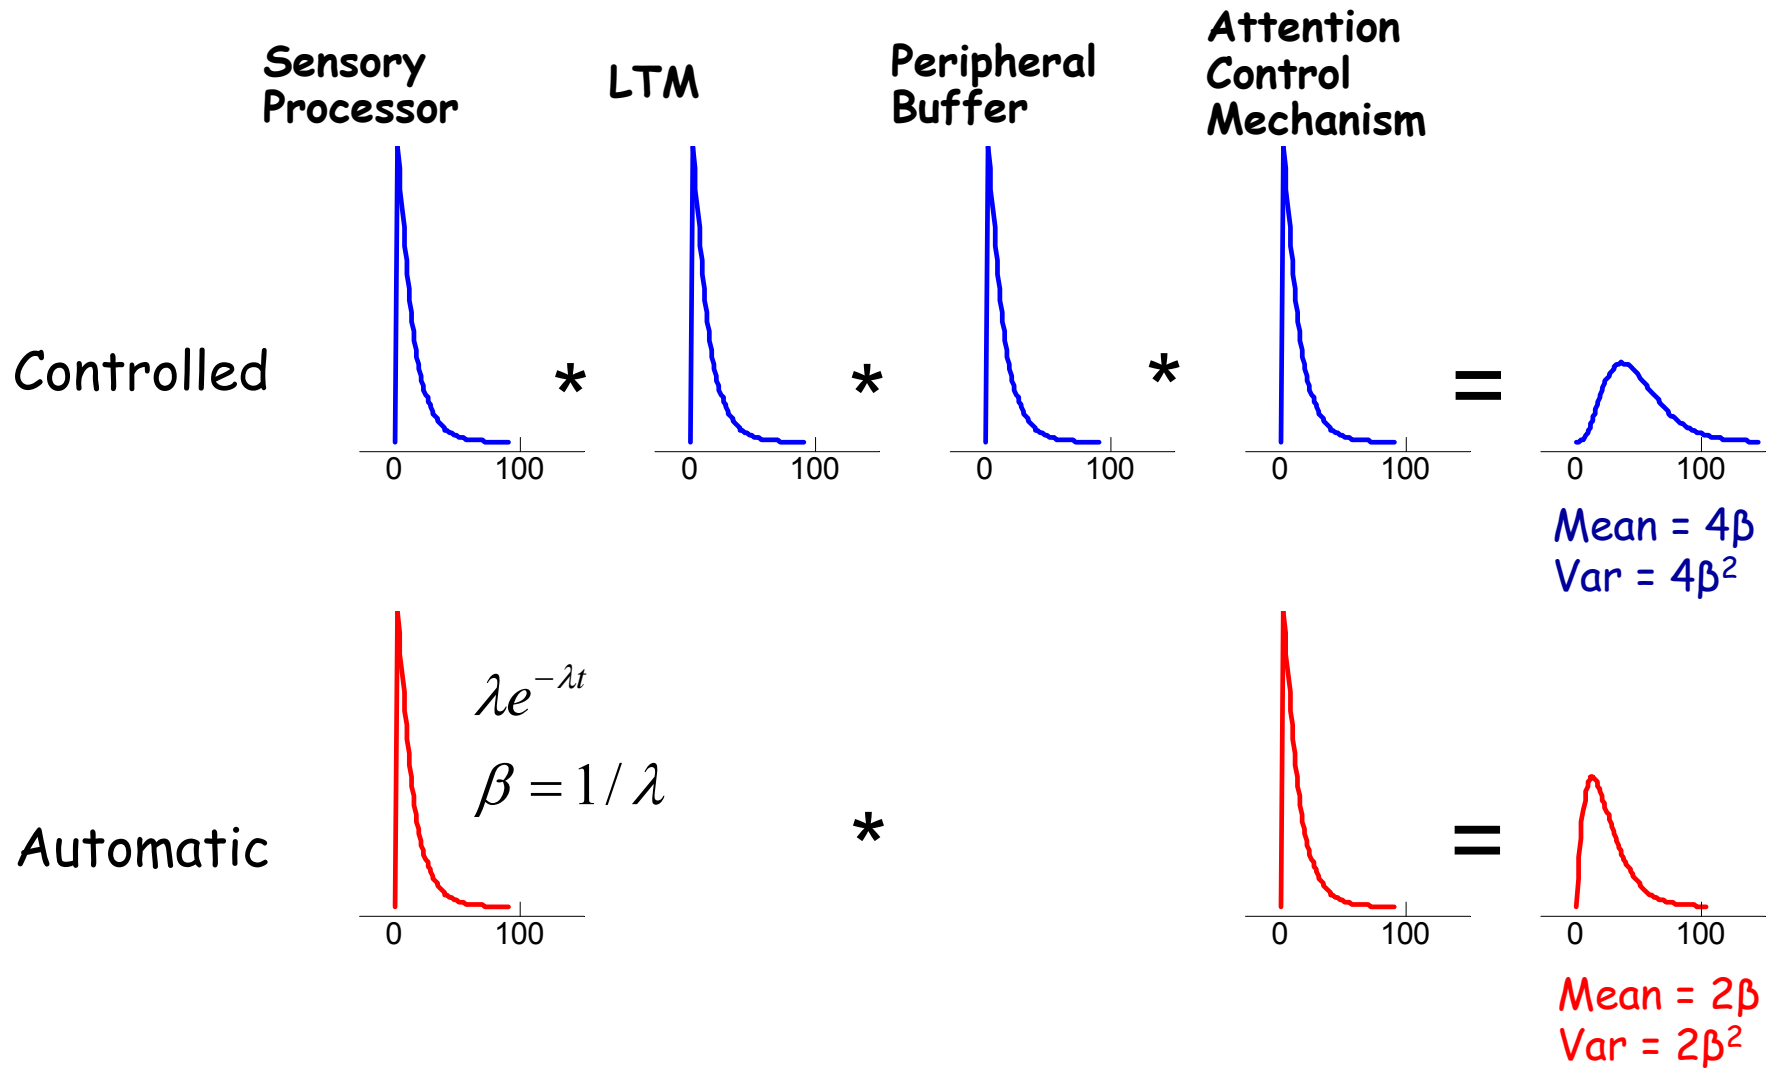 Sensory
Processor
LTM
Peripheral
Buffer
Attention
Control
Mechanism
Controlled
* * * =
0 100 0 100 0 100 0 100 0 100
Mean = 4β
Var = 4β²
λe^{−λt}
β = 1/λ
Automatic
* =
0 100 0 100 0 100
Mean = 2β
Var = 2β²